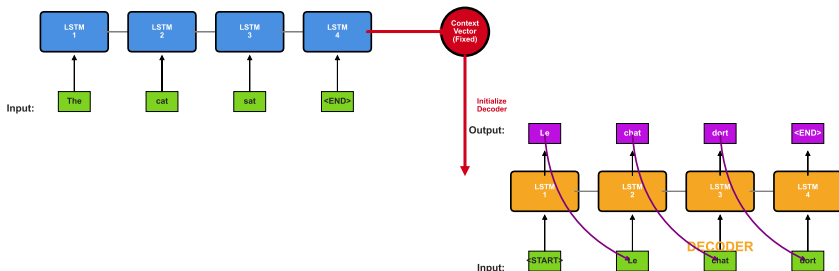 LSTM
1
LSTM
2
LSTM
3
LSTM
4
Context
Vector
(Fixed)
Input:
The
cat
sat
<END>
Initialize
Decoder
Output:
Le
chat
dort
<END>
LSTM
1
LSTM
2
LSTM
3
LSTM
4
DECODER
Input:
<START>
Le
chat
dort